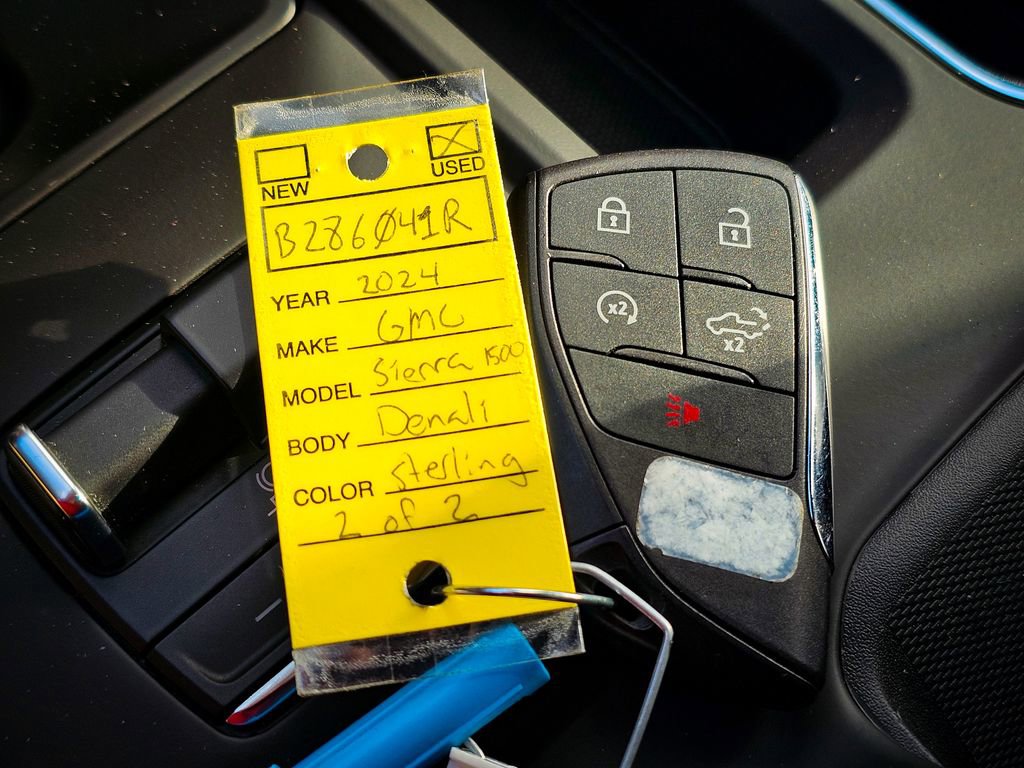 NEW
USED
B286041R
YEAR 2024
MAKE GMC
MODEL Sierra 1500
BODY Denali
COLOR Sterling
2 of 2
x2
x2